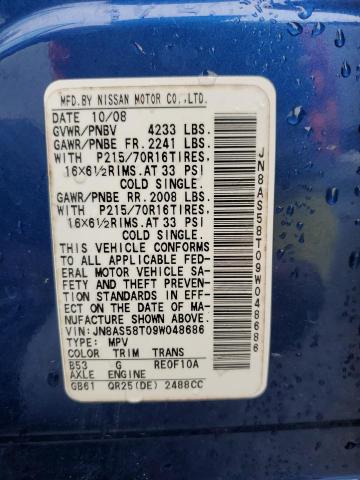 MFD.BY NISSAN MOTOR CO.,LTD.
DATE 10/08
GVWR/PNBV 4233 LBS.
GAWR/PNBE FR. 2241 LBS.
WITH P215/70R16TIRES,
16×6½RIMS.AT 33 PSI
COLD SINGLE.
GAWR/PNBE RR. 2008 LBS.
WITH P215/70R16TIRES,
16×6½RIMS.AT 33 PSI
COLD SINGLE.
THIS VEHICLE CONFORMS
TO ALL APPLICABLE FED-
ERAL MOTOR VEHICLE SA-
FETY AND THEFT PREVEN-
TION STANDARDS IN EFF-
ECT ON THE DATE OF MA-
NUFACTURE SHOWN ABOVE.
VIN:JN8AS58T09W048686
TYPE: MPV
COLOR TRIM TRANS
B53 G RE0F10A
AXLE ENGINE
GB61 QR25(DE) 2488CC
JN8AS58T09W048686